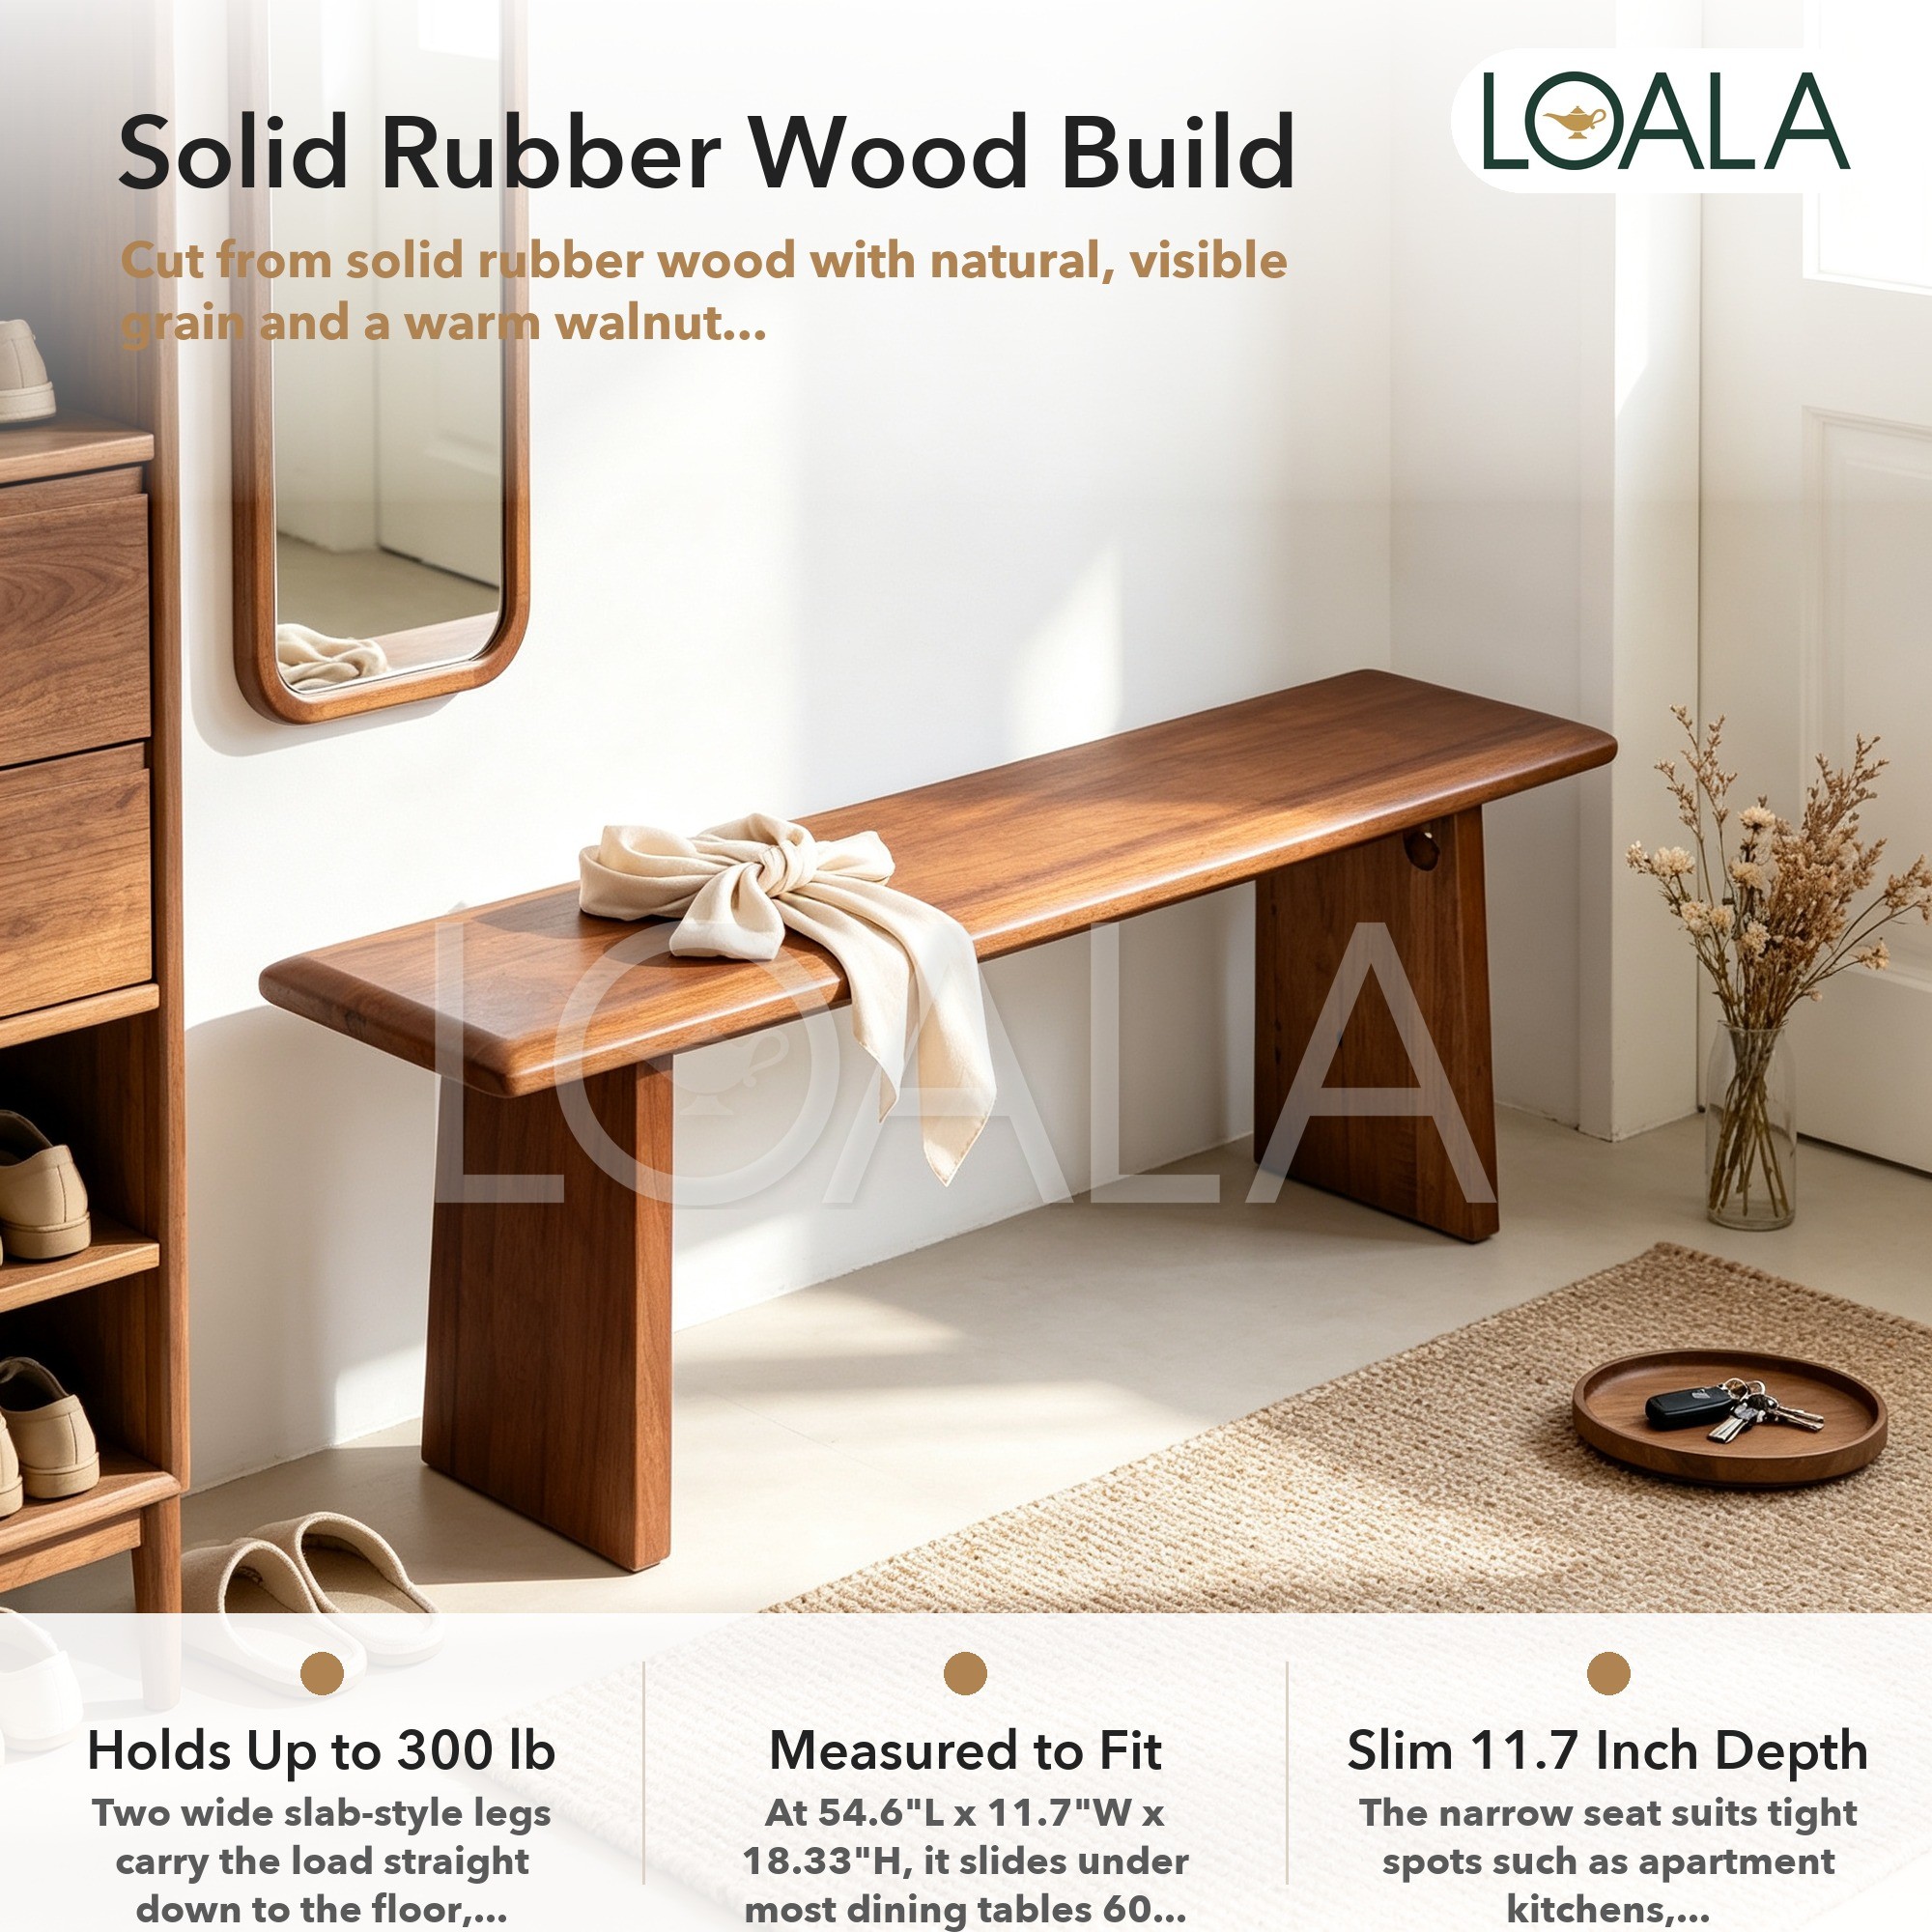 Solid Rubber Wood Build
LOALA
Cut from solid rubber wood with natural, visible
grain and a warm walnut...
LOALA
Holds Up to 300 lb
Two wide slab-style legs
carry the load straight
down to the floor,...
Measured to Fit
At 54.6"L x 11.7"W x
18.33"H, it slides under
most dining tables 60...
Slim 11.7 Inch Depth
The narrow seat suits tight
spots such as apartment
kitchens,...